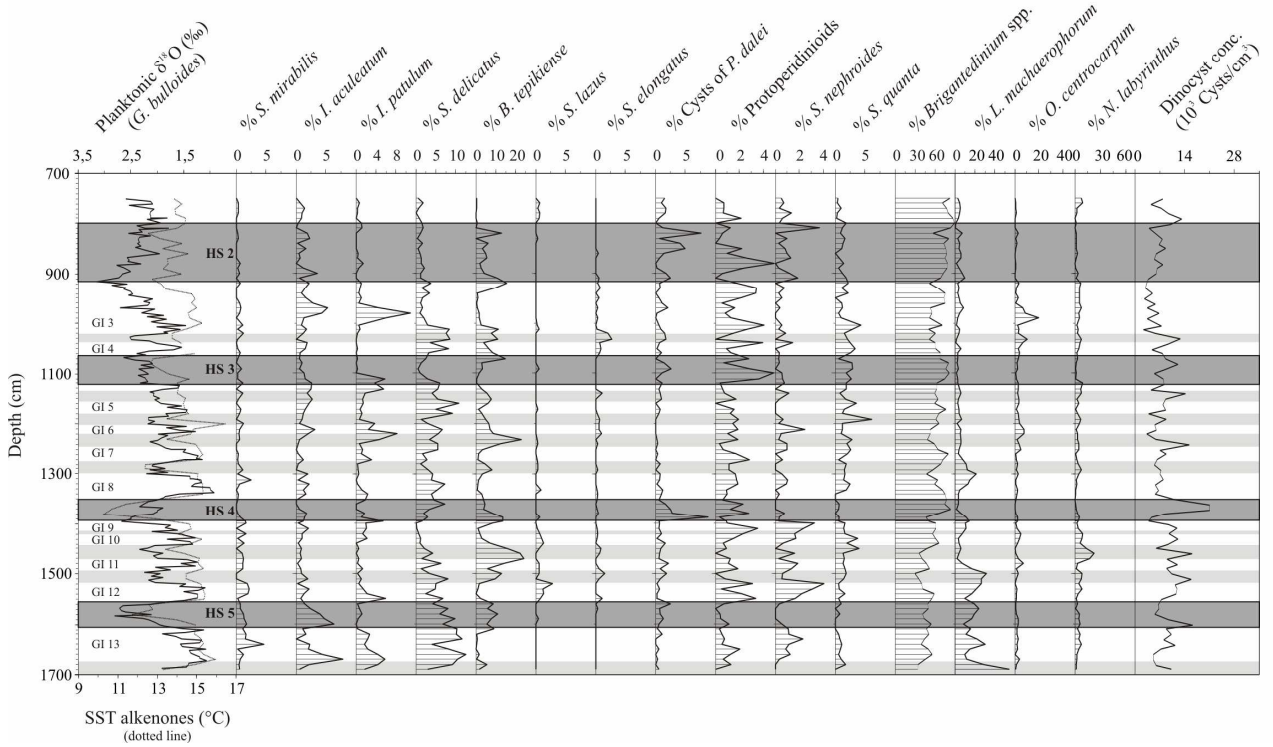 Planktonic δ¹⁸O (‰)
(G. bulloides)
% S. mirabilis
% I. aculeatum
% I. patulum
% S. delicatus
% B. tepikiense
% S. lazus
% S. elongatus
% Cysts of P. dalei
% Protoperidinioids
% S. nephroides
% S. quanta
% Brigantedinium spp.
% L. machaerophorum
% O. centrocarpum
% N. labyrinthus
Dinocyst conc.
(10³ Cysts/cm³)
3,5 2,5 1,5 0 5 0 5 0 4 8 0 5 10 0 10 20 0 5 0 5 0 5 0 2 4 0 2 4 0 5 0 30 60 0 20 40 0 20 40 0 30 60 0 14 28
700
HS 2
900
GI 3
GI 4
HS 3
1100
GI 5
GI 6
GI 7
1300
GI 8
HS 4
GI 9
GI 10
GI 11
1500
GI 12
HS 5
GI 13
1700
Depth (cm)
9 11 13 15 17
SST alkenones (°C)
(dotted line)